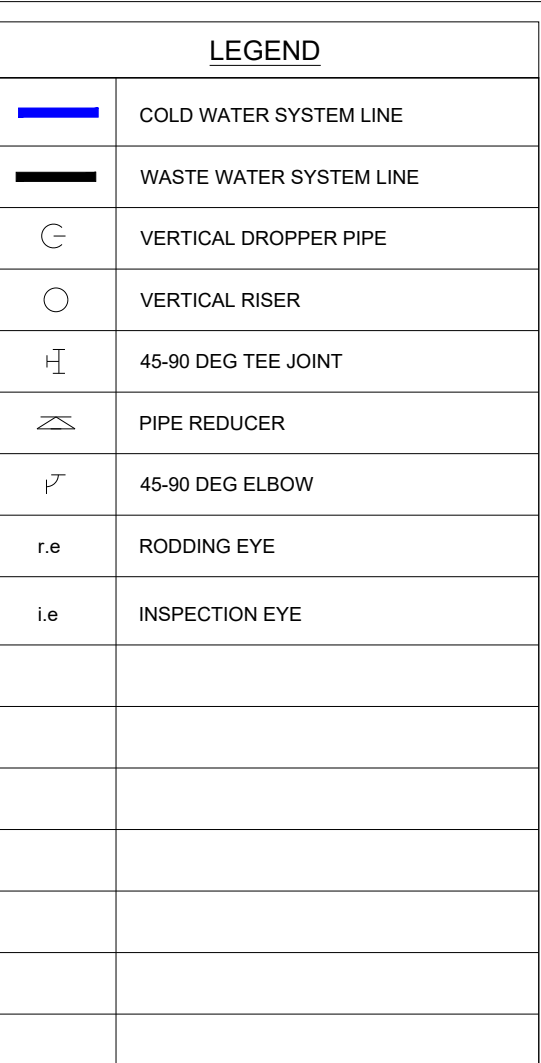 LEGEND
COLD WATER SYSTEM LINE
WASTE WATER SYSTEM LINE
VERTICAL DROPPER PIPE
VERTICAL RISER
45-90 DEG TEE JOINT
PIPE REDUCER
45-90 DEG ELBOW
r.e RODDING EYE
i.e INSPECTION EYE